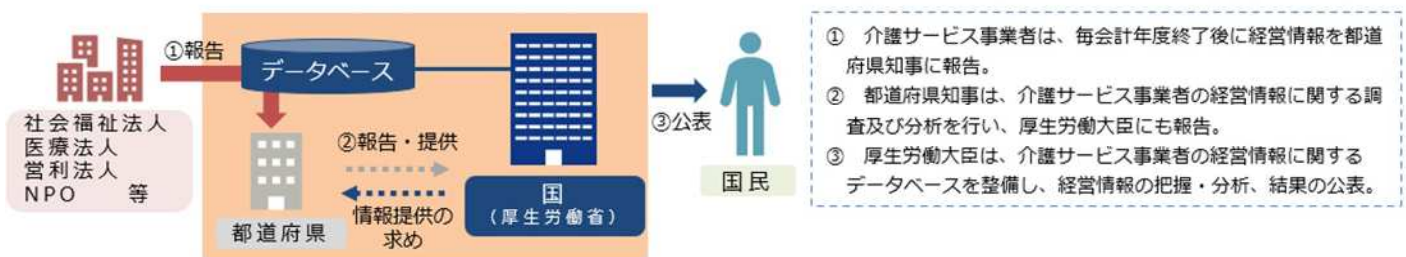 ①報告
データベース
社会福祉法人
医療法人
営利法人
NPO 等
都道府県
②報告・提供
情報提供の
求め
国
(厚生労働省)
③公表
国民
① 介護サービス事業者は、毎会計年度終了後に経営情報を都道
府県知事に報告。
② 都道府県知事は、介護サービス事業者の経営情報に関する調
査及び分析を行い、厚生労働大臣にも報告。
③ 厚生労働大臣は、介護サービス事業者の経営情報に関する
データベースを整備し、経営情報の把握・分析、結果の公表。